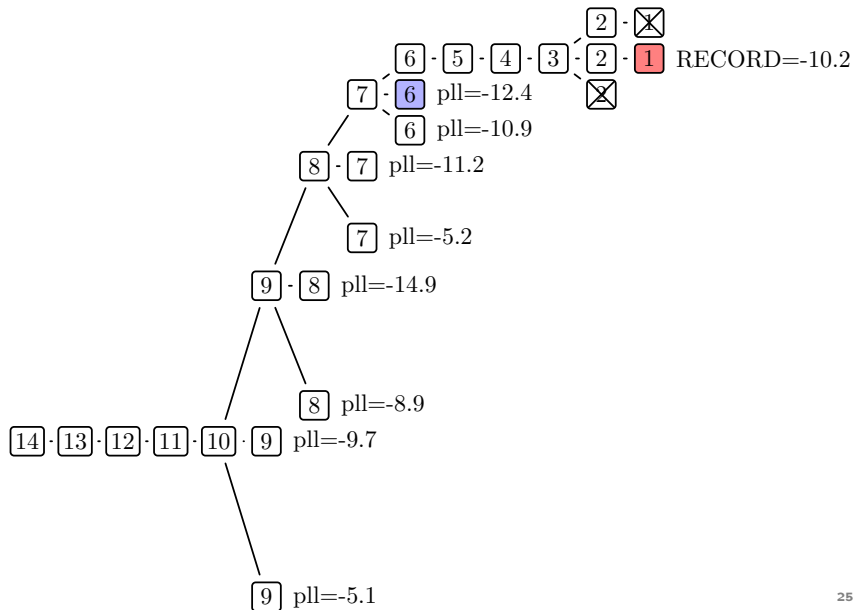 2 1
6 5 4 3 2 1 RECORD=-10.2
7 6 pll=-12.4 2
6 pll=-10.9
8 7 pll=-11.2
7 pll=-5.2
9 8 pll=-14.9
8 pll=-8.9
14 13 12 11 10 9 pll=-9.7
9 pll=-5.1
25